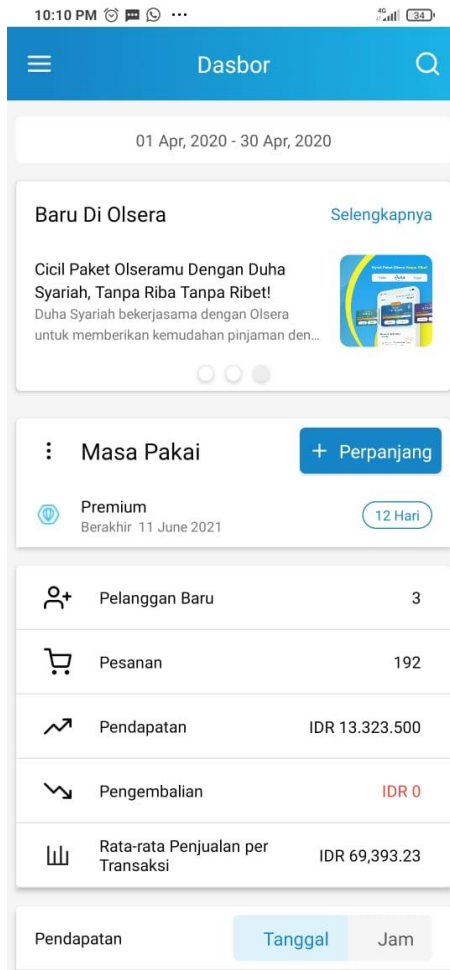 10:10 PM
4G
34
Dasbor
01 Apr, 2020 - 30 Apr, 2020
Baru Di Olsera
Selengkapnya
Cicil Paket Olseramu Dengan Duha
Syariah, Tanpa Riba Tanpa Ribet!
Duha Syariah bekerjasama dengan Olsera
untuk memberikan kemudahan pinjaman den...
Masa Pakai
+ Perpanjang
Premium
Berakhir 11 June 2021
12 Hari
Pelanggan Baru
3
Pesanan
192
Pendapatan
IDR 13.323.500
Pengembalian
IDR 0
Rata-rata Penjualan per
Transaksi
IDR 69,393.23
Pendapatan
Tanggal
Jam